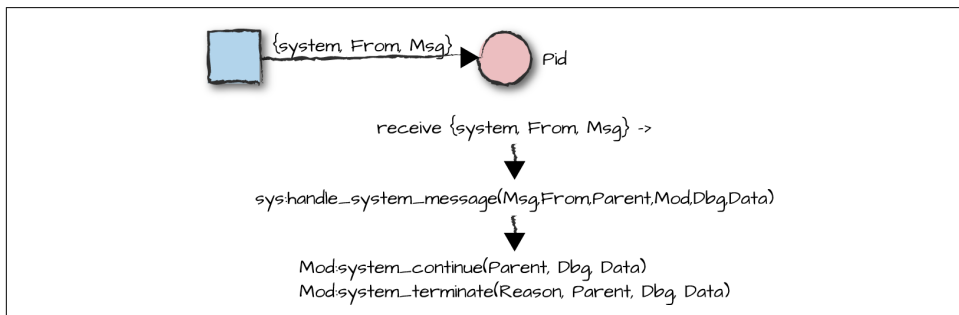 {system, From, Msg}
Pid
receive {system, From, Msg} ->
sys:handle_system_message(Msg,From,Parent,Mod,Dbg,Data)
Mod:system_continue(Parent, Dbg, Data)
Mod:system_terminate(Reason, Parent, Dbg, Data)